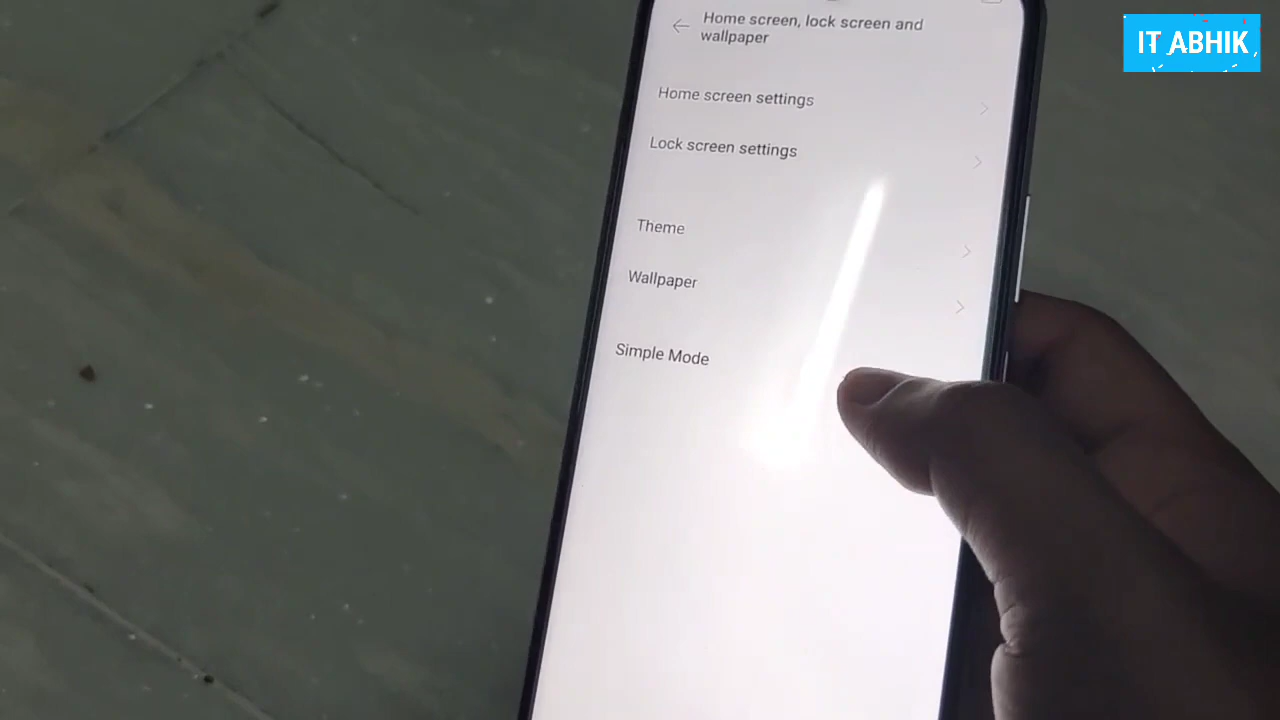 IT ABHIK
Home screen, lock screen and
wallpaper
Home screen settings
Lock screen settings
Theme
Wallpaper
Simple Mode